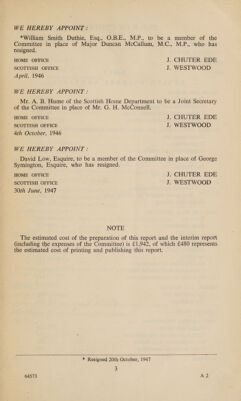 WE HEREBY APPOINT:
*William Smith Duthie, Esq., O.B.E., M.P., to be a member of the
Committee in place of Major Duncan McCallum, M.C., M.P., who has
resigned.
HOME OFFICE J. CHUTER EDE
SCOTTISH OFFICE J. WESTWOOD
April, 1946
WE HEREBY APPOINT:
Mr. A. B. Hume of the Scottish Home Department to be a Joint Secretary
of the Committee in place of Mr. G. H. McConnell.
HOME OFFICE J. CHUTER EDE
SCOTTISH OFFICE J. WESTWOOD
4th October, 1946
WE HEREBY APPOINT:
David Low, Esquire, to be a member of the Committee in place of George
Symington, Esquire, who has resigned.
HOME OFFICE J. CHUTER EDE
SCOTTISH OFFICE J. WESTWOOD
30th June, 1947
NOTE
The estimated cost of the preparation of this report and the interim report
(including the expenses of the Committee) is £1,942, of which £480 represents
the estimated cost of printing and publishing this report.
* Resigned 20th October, 1947
3
64573 A 2